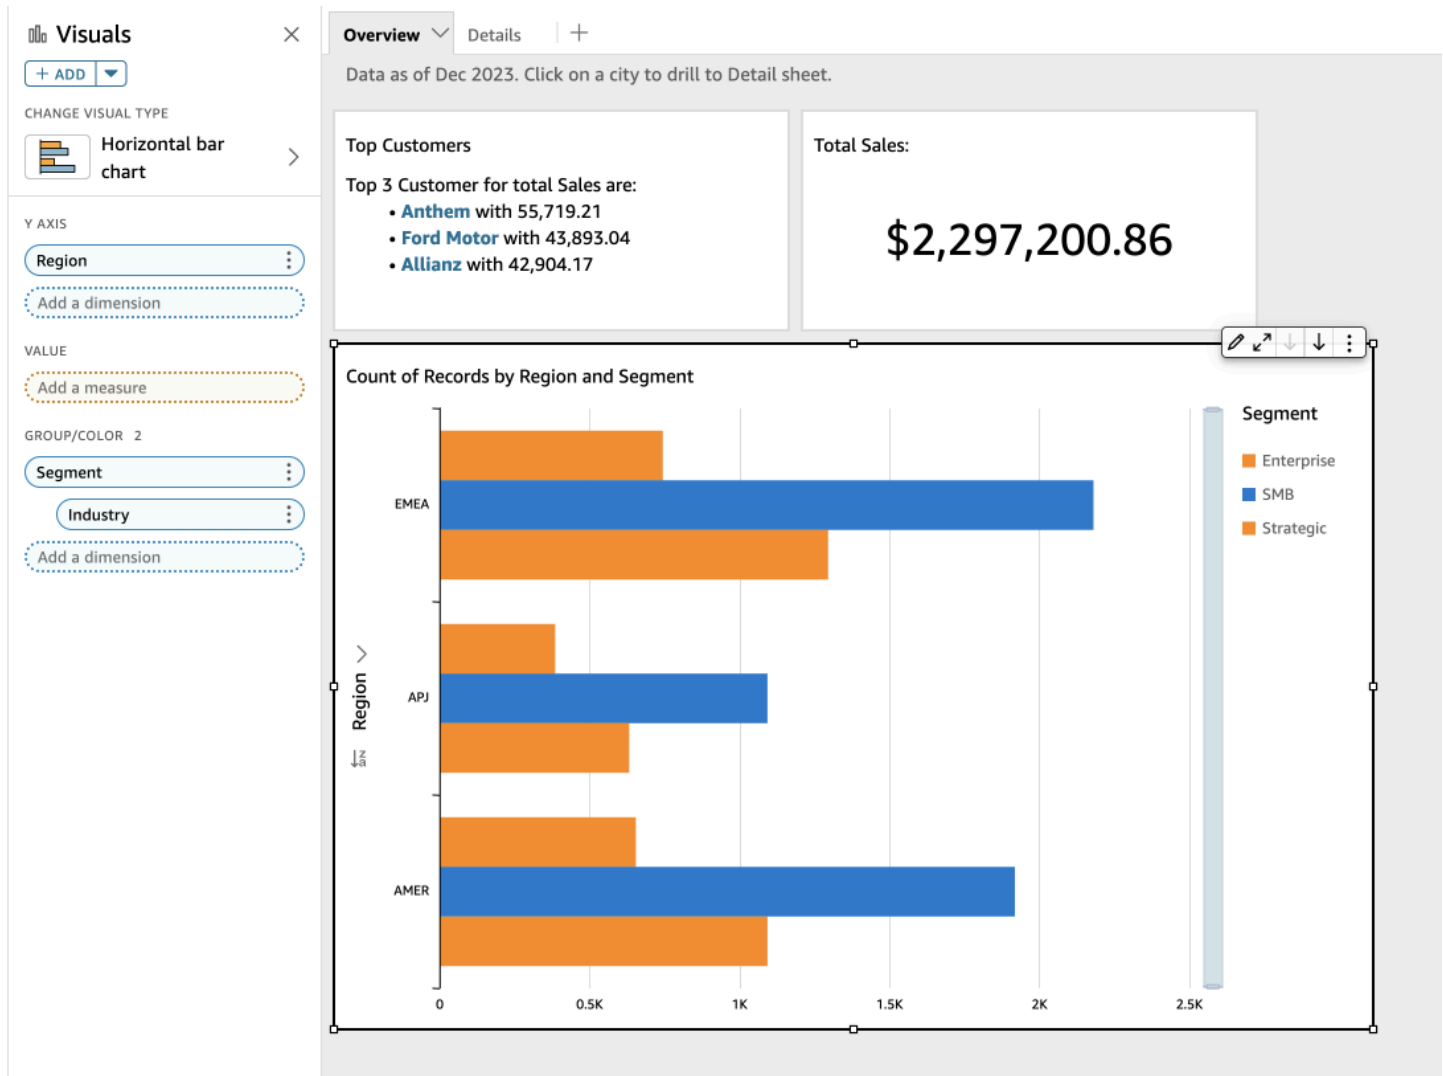 Visuals
+ ADD
CHANGE VISUAL TYPE
Horizontal bar
chart
Y AXIS
Region
Add a dimension
VALUE
Add a measure
GROUP/COLOR 2
Segment
Industry
Add a dimension
Overview
Details
Data as of Dec 2023. Click on a city to drill to Detail sheet.
Top Customers
Top 3 Customer for total Sales are:
• Anthem with 55,719.21
• Ford Motor with 43,893.04
• Allianz with 42,904.17
Total Sales:
$2,297,200.86
Count of Records by Region and Segment
Region
EMEA
APJ
AMER
0 0.5K 1K 1.5K 2K 2.5K
Segment
Enterprise
SMB
Strategic